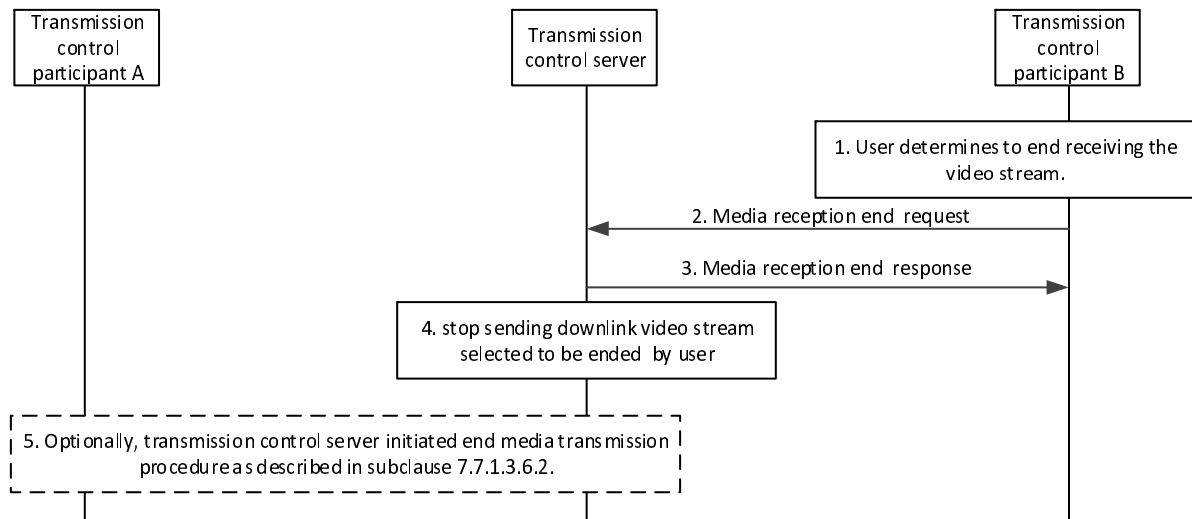 Transmission
control
participant A
Transmission
control server
Transmission
control
participant B
1. User determines to end receiving the
video stream.
2. Media reception end request
3. Media reception end response
4. stop sending downlink video stream
selected to be ended by user
5. Optionally, transmission control server initiated end media transmission
procedure as described in subclause 7.7.1.3.6.2.